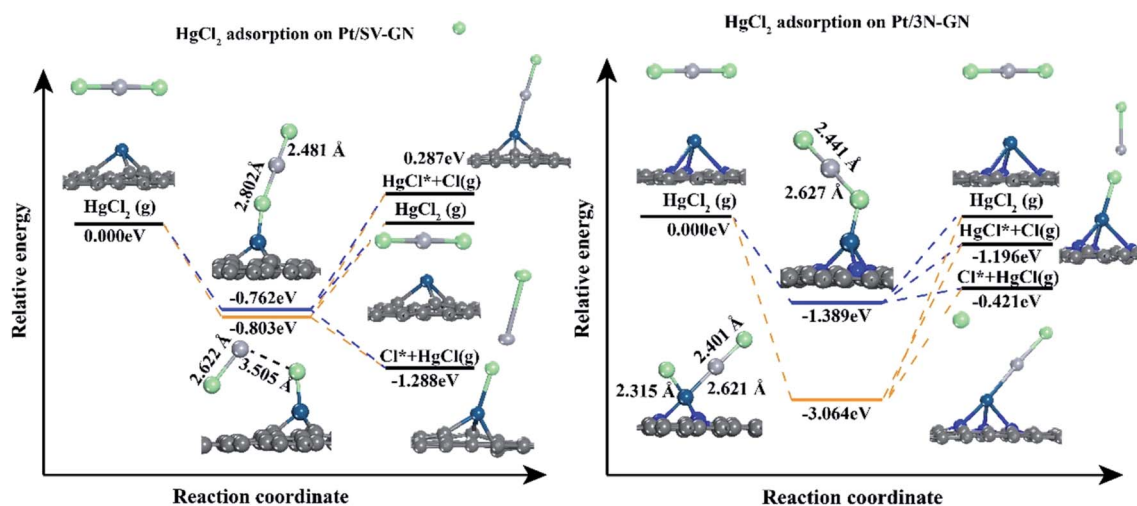 HgCl₂ adsorption on Pt/SV-GN
Relative energy
HgCl₂ (g)
0.000eV
2.481 Å
2.802Å
-0.762eV
-0.803eV
2.622 Å
3.505 Å
0.287eV
HgCl*+Cl(g)
HgCl₂ (g)
Cl*+HgCl(g)
-1.288eV
Reaction coordinate
HgCl₂ adsorption on Pt/3N-GN
Relative energy
HgCl₂ (g)
0.000eV
2.441 Å
2.627 Å
-1.389eV
2.401 Å
2.315 Å
2.621 Å
-3.064eV
HgCl₂ (g)
HgCl*+Cl(g)
-1.196eV
Cl*+HgCl(g)
-0.421eV
Reaction coordinate